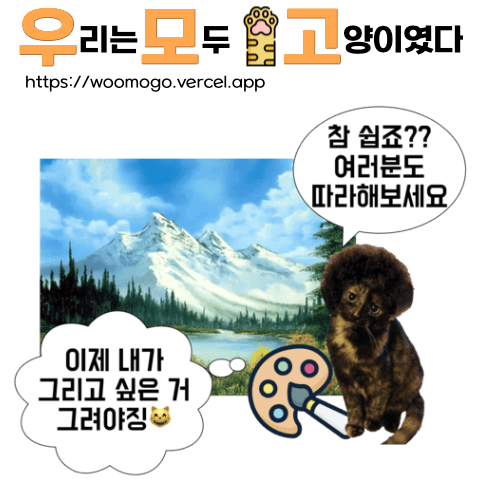 우리는 모두 고양이였다
https://woomogo.vercel.app
참 쉽죠??
여러분도
따라해보세요
이제 내가
그리고 싶은 거
그려야징😺